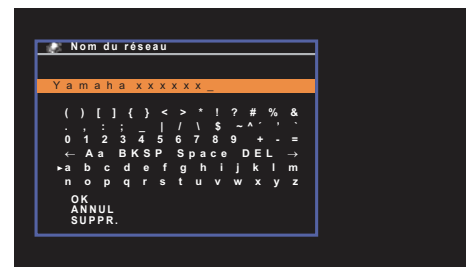 Nom du réseau
Yamaha xxxxxx_
( ) [ ] { } < > * ! ? # % &
. , : ; _ | / \ $ ~ ^ ´ ' `
0 1 2 3 4 5 6 7 8 9 + - =
← Aa BKSP Space DEL →
▸a b c d e f g h i j k l m
n o p q r s t u v w x y z
OK
ANNUL
SUPPR.